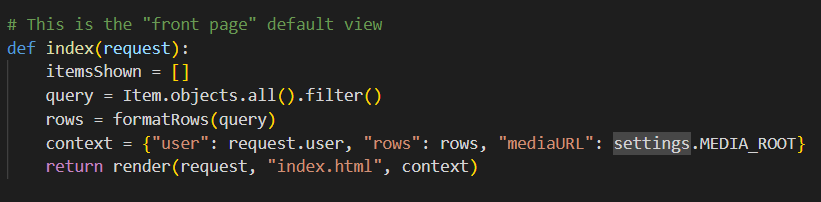 # This is the "front page" default view
def index(request):
    itemsShown = []
    query = Item.objects.all().filter()
    rows = formatRows(query)
    context = {"user": request.user, "rows": rows, "mediaURL": settings.MEDIA_ROOT}
    return render(request, "index.html", context)